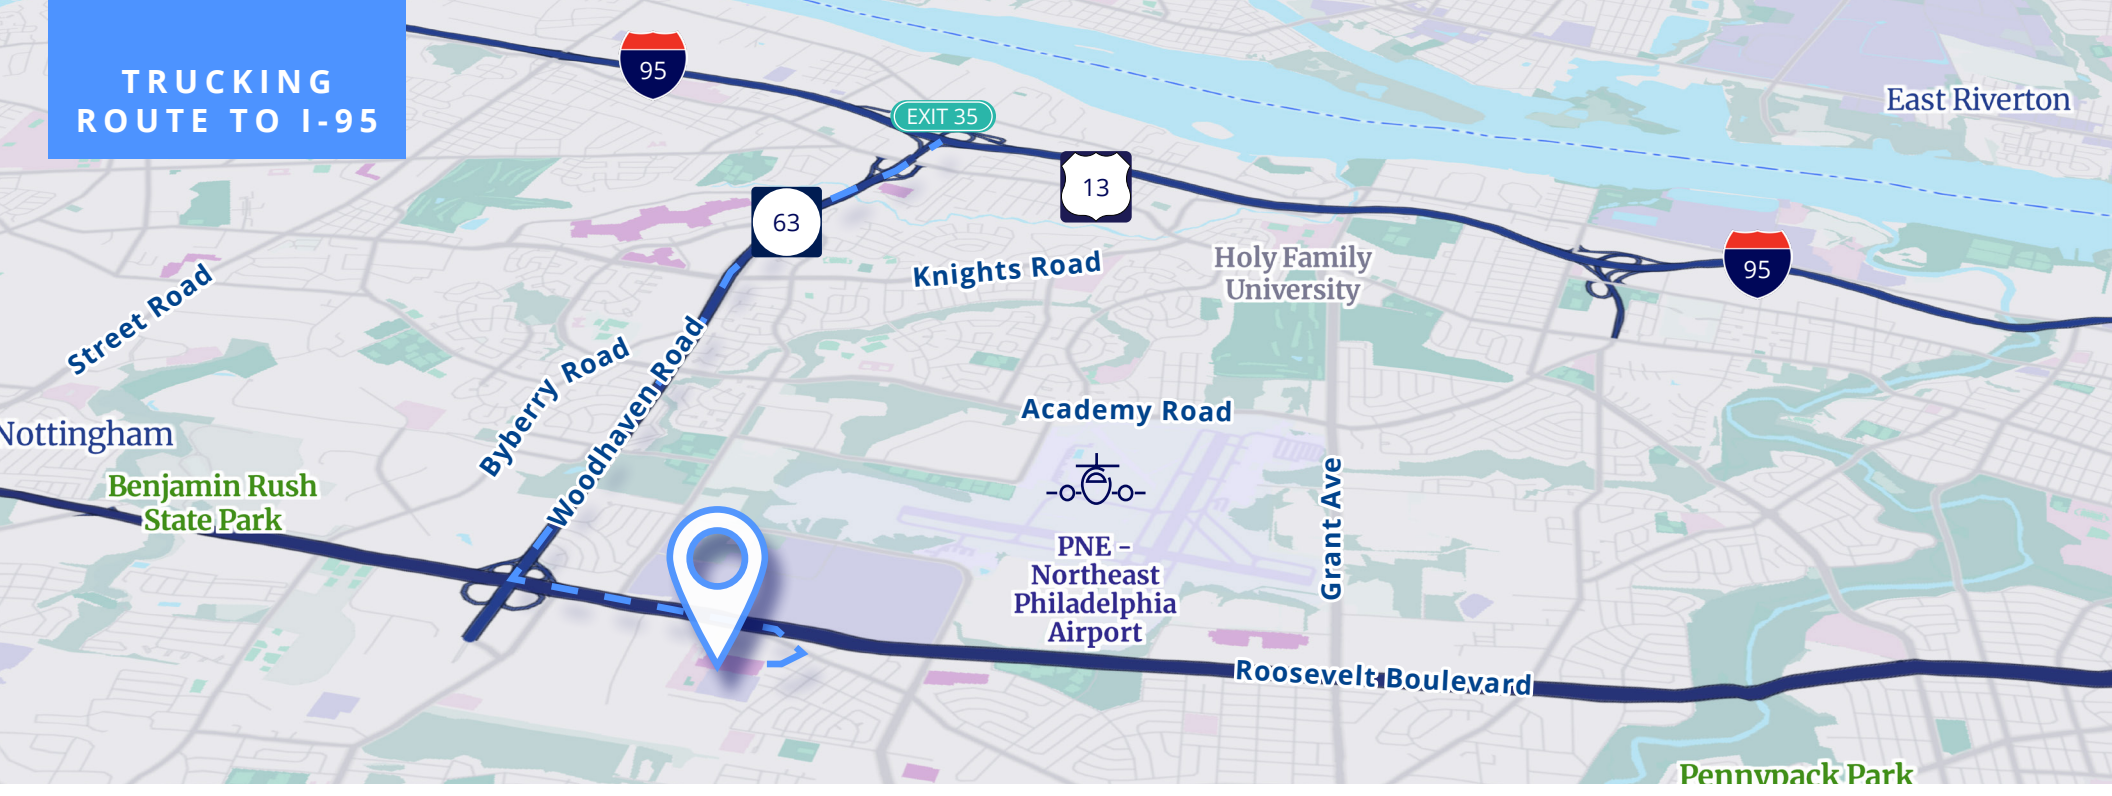 TRUCKING
ROUTE TO I-95
95
EXIT 35
East Riverton
13
63
Knights Road
Holy Family
University
95
Street Road
Byberry Road
Woodhaven Road
Academy Road
Nottingham
Benjamin Rush
State Park
Grant Ave
PNE -
Northeast
Philadelphia
Airport
Roosevelt Boulevard
Pennypack Park